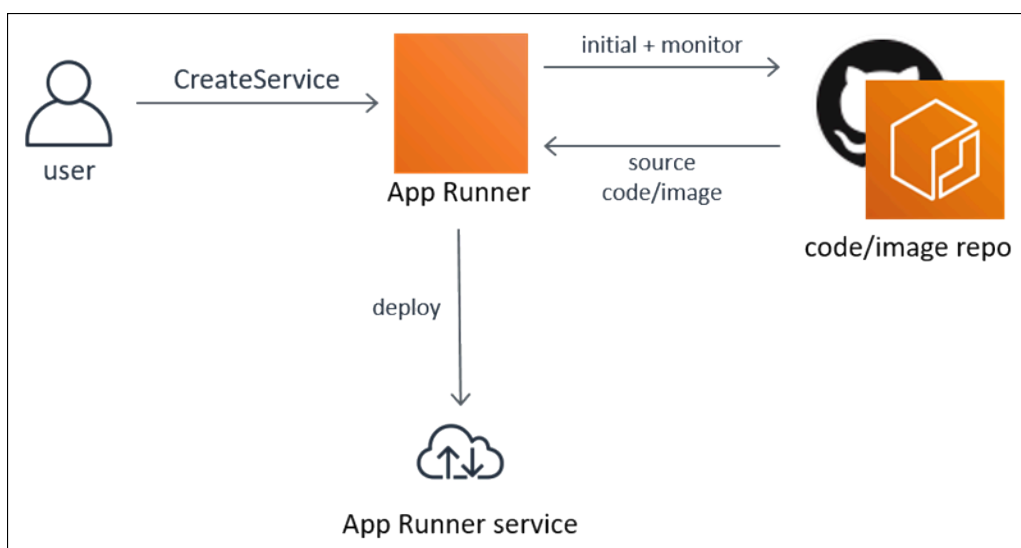 initial + monitor
CreateService
user
App Runner
source
code/image
code/image repo
deploy
App Runner service